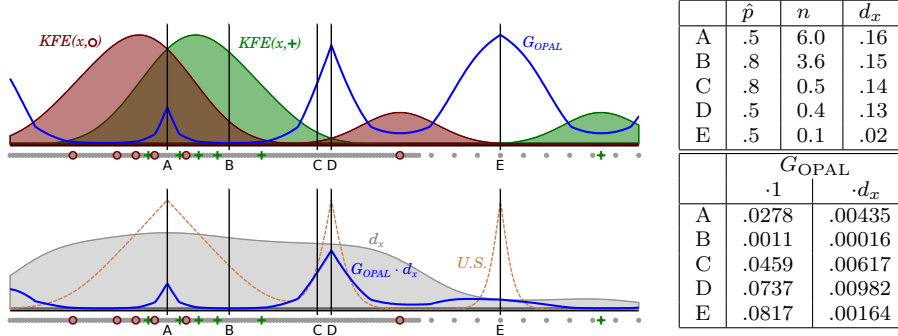 KFE(x,o) KFE(x,+) G_OPAL
A B C D E
d_x
G_OPAL · d_x
U.S.
A B C D E
p̂ n d_x
A .5 6.0 .16
B .8 3.6 .15
C .8 0.5 .14
D .5 0.4 .13
E .5 0.1 .02
G_OPAL
·1 ·d_x
A .0278 .00435
B .0011 .00016
C .0459 .00617
D .0737 .00982
E .0817 .00164